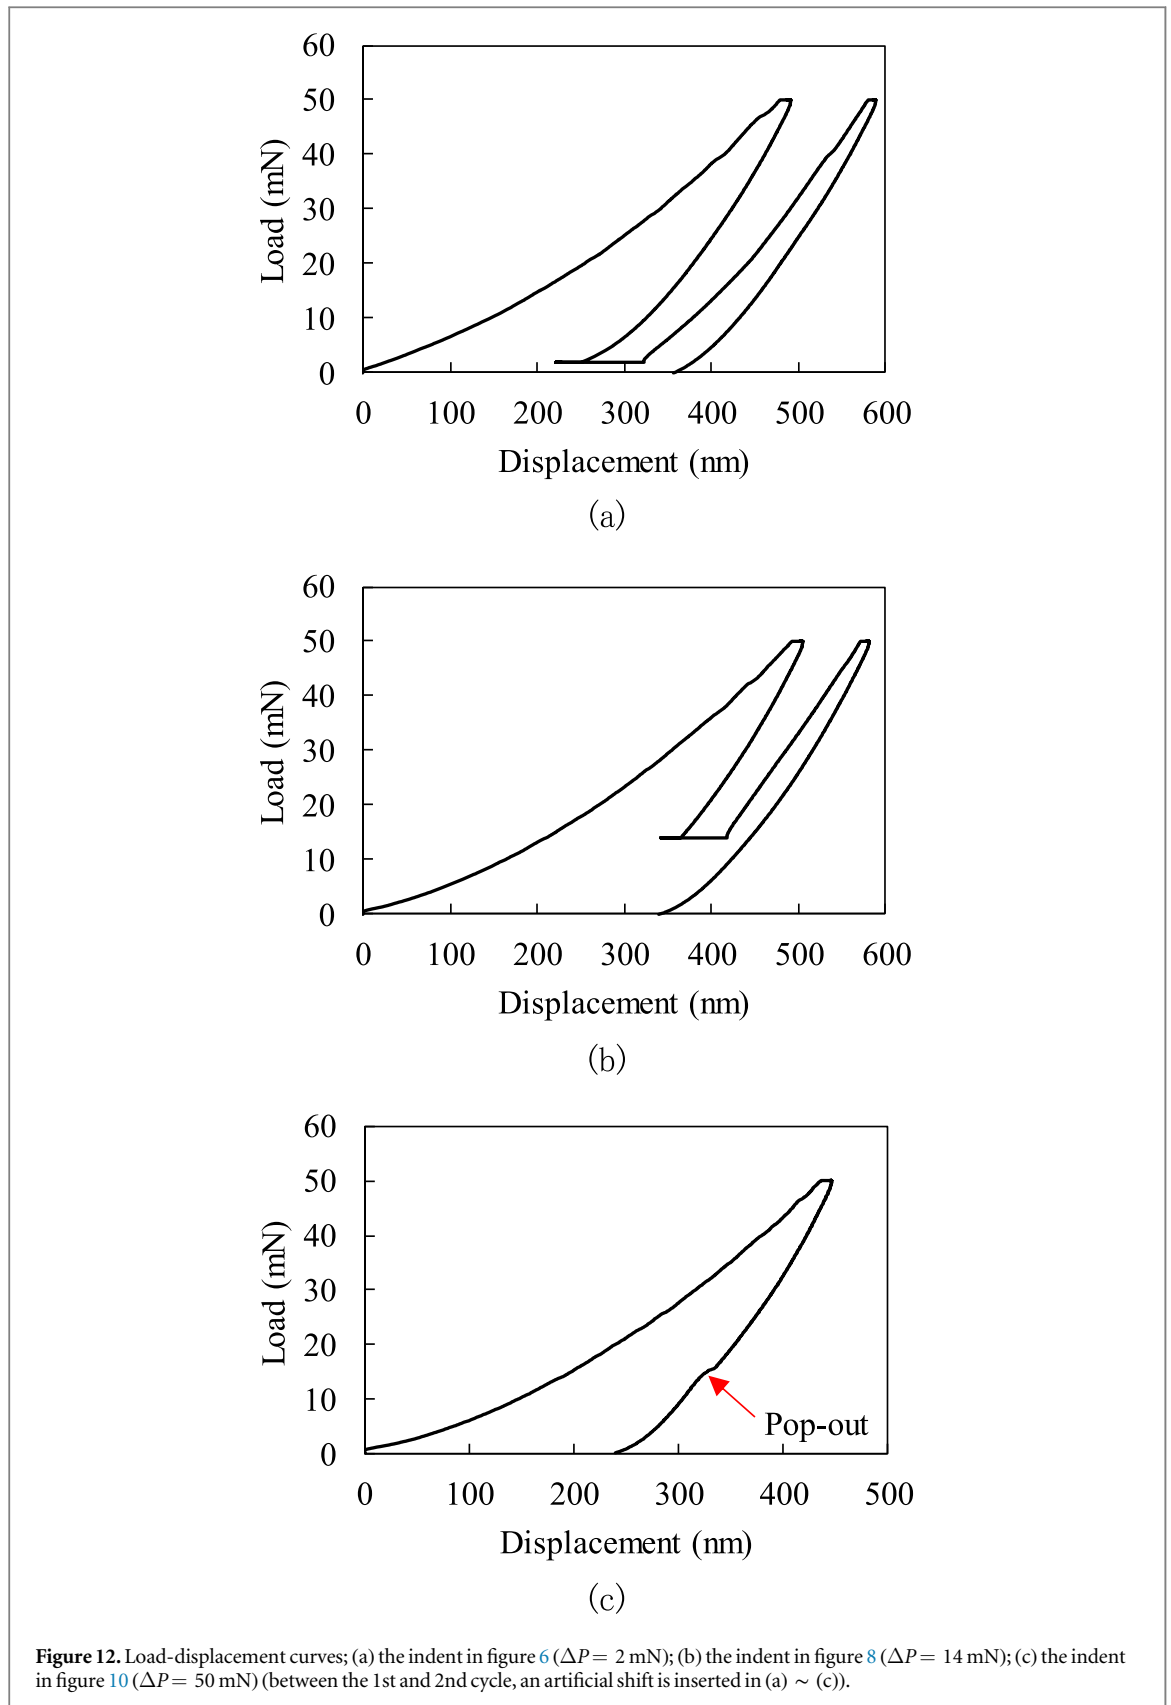 60
50
40
30
20
10
0
Load (mN)
0 100 200 300 400 500 600
Displacement (nm)
(a)
60
50
40
30
20
10
0
Load (mN)
0 100 200 300 400 500 600
Displacement (nm)
(b)
60
50
40
30
20
10
0
Load (mN)
Pop-out
0 100 200 300 400 500
Displacement (nm)
(c)
Figure 12. Load-displacement curves; (a) the indent in figure 6 (ΔP = 2 mN); (b) the indent in figure 8 (ΔP = 14 mN); (c) the indent
in figure 10 (ΔP = 50 mN) (between the 1st and 2nd cycle, an artificial shift is inserted in (a) ∼ (c)).